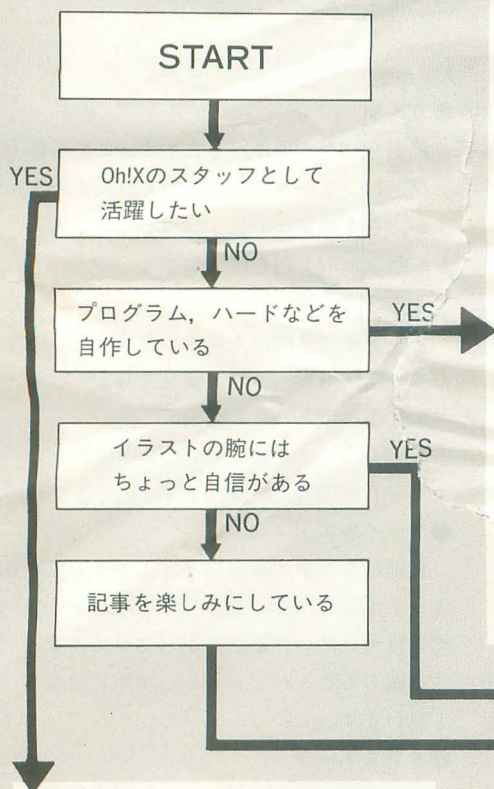 START
YES
Oh!Xのスタッフとして
活躍したい
NO
プログラム，ハードなどを
自作している
YES
NO
イラストの腕には
ちょっと自信がある
YES
NO
記事を楽しみにしている